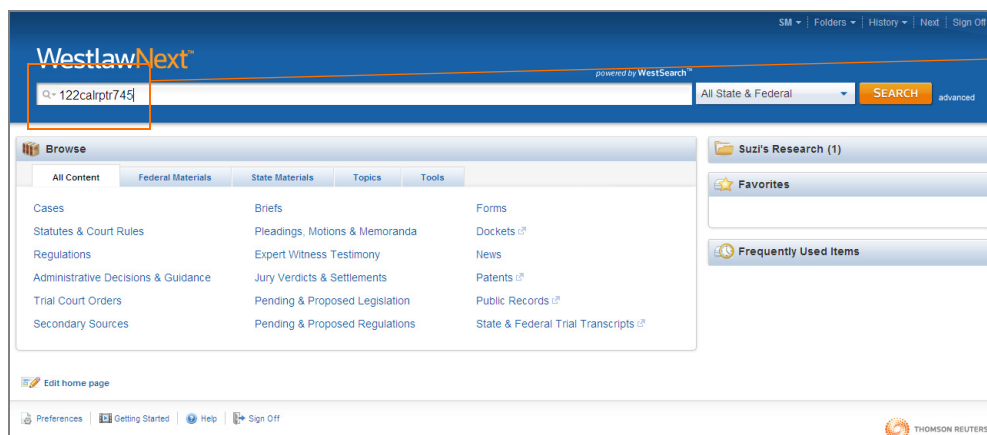 SM Folders History Next Sign Off
WestlawNext™
powered by WestSearch™
122calrptr745 All State & Federal SEARCH advanced
Browse
All Content Federal Materials State Materials Topics Tools
Cases Briefs Forms
Statutes & Court Rules Pleadings, Motions & Memoranda Dockets
Regulations Expert Witness Testimony News
Administrative Decisions & Guidance Jury Verdicts & Settlements Patents
Trial Court Orders Pending & Proposed Legislation Public Records
Secondary Sources Pending & Proposed Regulations State & Federal Trial Transcripts
Suzi's Research (1)
Favorites
Frequently Used Items
Edit home page
Preferences Getting Started Help Sign Off
THOMSON REUTERS